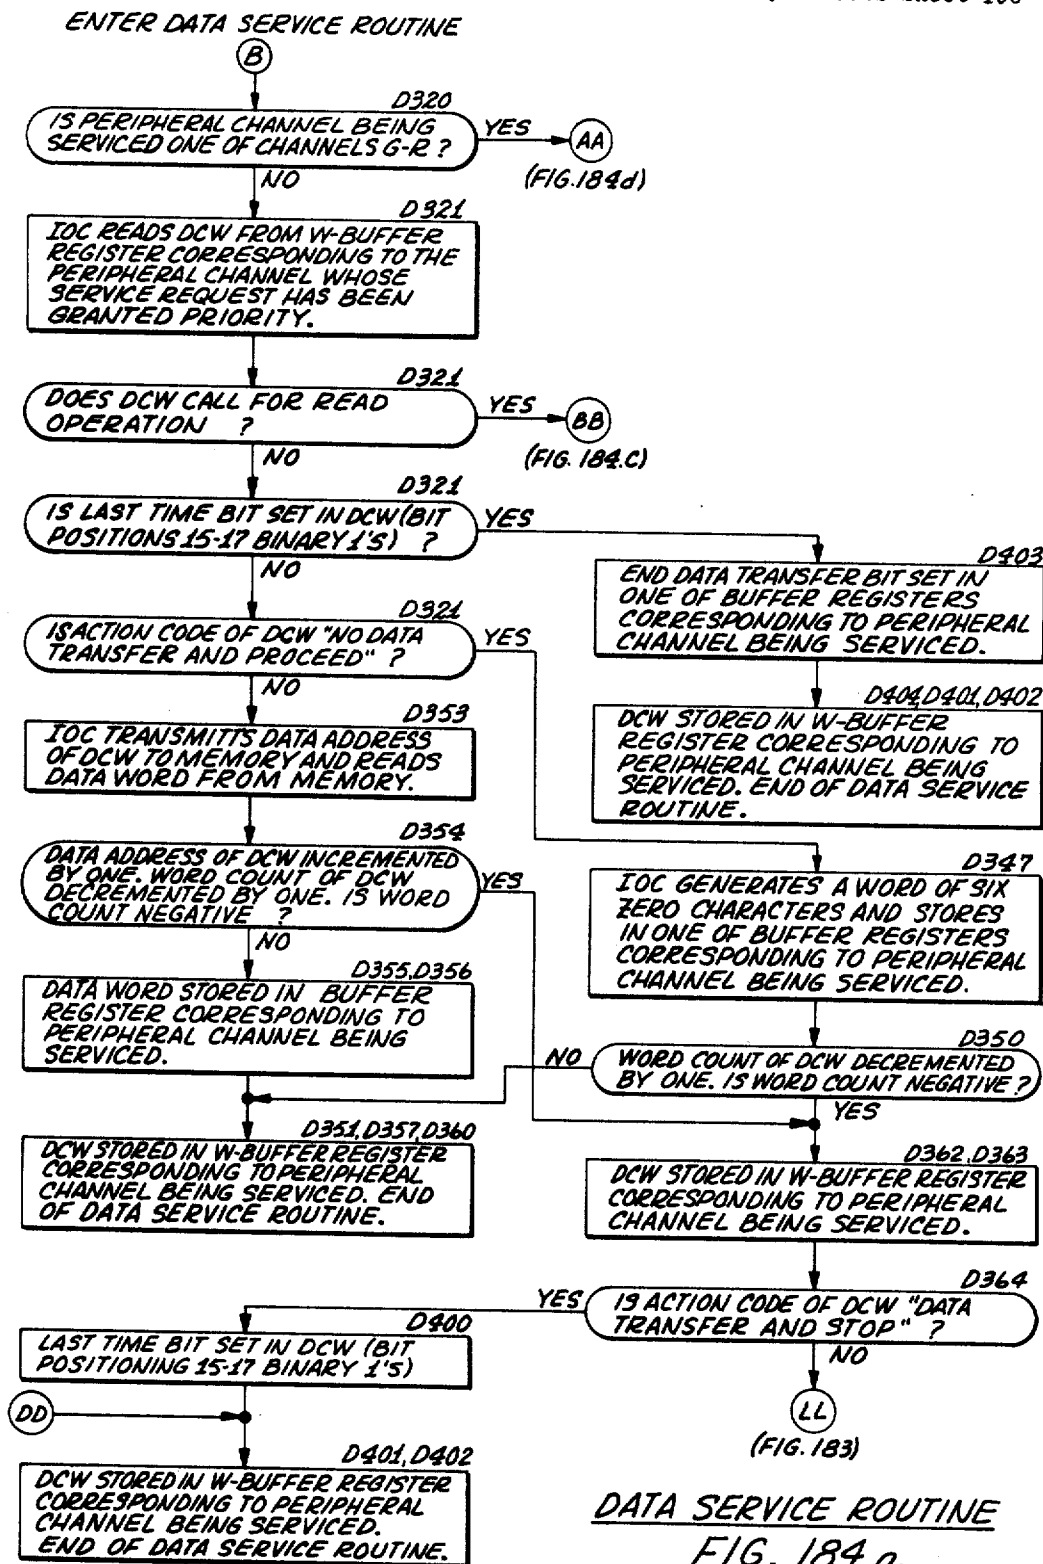 ENTER DATA SERVICE ROUTINE
B
D320
IS PERIPHERAL CHANNEL BEING
SERVICED ONE OF CHANNELS G-R ?
YES
AA
(FIG.184d)
NO
D321
IOC READS DCW FROM W-BUFFER
REGISTER CORRESPONDING TO THE
PERIPHERAL CHANNEL WHOSE
SERVICE REQUEST HAS BEEN
GRANTED PRIORITY.
D321
DOES DCW CALL FOR READ
OPERATION ?
YES
BB
(FIG. 184.C)
NO
D321
IS LAST TIME BIT SET IN DCW (BIT
POSITIONS 15-17 BINARY 1'S) ?
YES
NO
D403
END DATA TRANSFER BIT SET IN
ONE OF BUFFER REGISTERS
CORRESPONDING TO PERIPHERAL
CHANNEL BEING SERVICED.
D321
IS ACTION CODE OF DCW "NO DATA
TRANSFER AND PROCEED" ?
YES
NO
D404,D401,D402
DCW STORED IN W-BUFFER
REGISTER CORRESPONDING TO
PERIPHERAL CHANNEL BEING
SERVICED. END OF DATA SERVICE
ROUTINE.
D353
IOC TRANSMITTS DATA ADDRESS
OF DCW TO MEMORY AND READS
DATA WORD FROM MEMORY.
D354
DATA ADDRESS OF DCW INCREMENTED
BY ONE. WORD COUNT OF DCW
DECREMENTED BY ONE. IS WORD
COUNT NEGATIVE ?
YES
NO
D347
IOC GENERATES A WORD OF SIX
ZERO CHARACTERS AND STORES
IN ONE OF BUFFER REGISTERS
CORRESPONDING TO PERIPHERAL
CHANNEL BEING SERVICED.
D355,D356
DATA WORD STORED IN BUFFER
REGISTER CORRESPONDING TO
PERIPHERAL CHANNEL BEING
SERVICED.
D350
NO
WORD COUNT OF DCW DECREMENTED
BY ONE. IS WORD COUNT NEGATIVE ?
YES
D351,D357,D360
DCW STORED IN W-BUFFER REGISTER
CORRESPONDING TO PERIPHERAL
CHANNEL BEING SERVICED. END
OF DATA SERVICE ROUTINE.
D362,D363
DCW STORED IN W-BUFFER REGISTER
CORRESPONDING TO PERIPHERAL
CHANNEL BEING SERVICED.
D364
YES
IS ACTION CODE OF DCW "DATA
TRANSFER AND STOP" ?
NO
D400
LAST TIME BIT SET IN DCW (BIT
POSITIONING 15-17 BINARY 1'S)
DD
LL
(FIG. 183)
D401, D402
DCW STORED IN W-BUFFER REGISTER
CORRESPONDING TO PERIPHERAL
CHANNEL BEING SERVICED.
END OF DATA SERVICE ROUTINE.
DATA SERVICE ROUTINE
FIG. 184